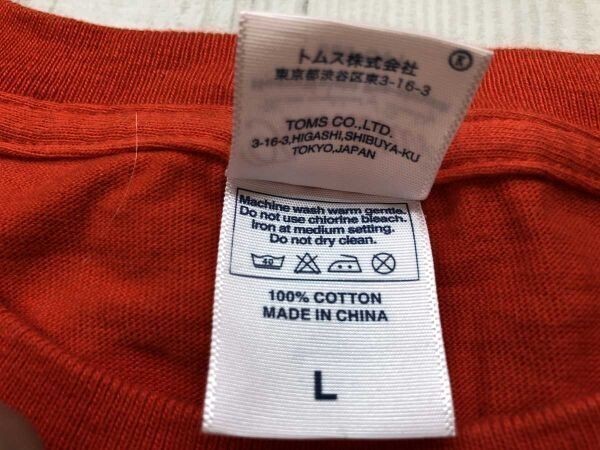 トムス株式会社
東京都渋谷区東3-16-3
TOMS CO.,LTD.
3-16-3,HIGASHI,SHIBUYA-KU
TOKYO,JAPAN
Machine wash warm gentle.
Do not use chlorine bleach.
Iron at medium setting.
Do not dry clean.
40
100% COTTON
MADE IN CHINA
L